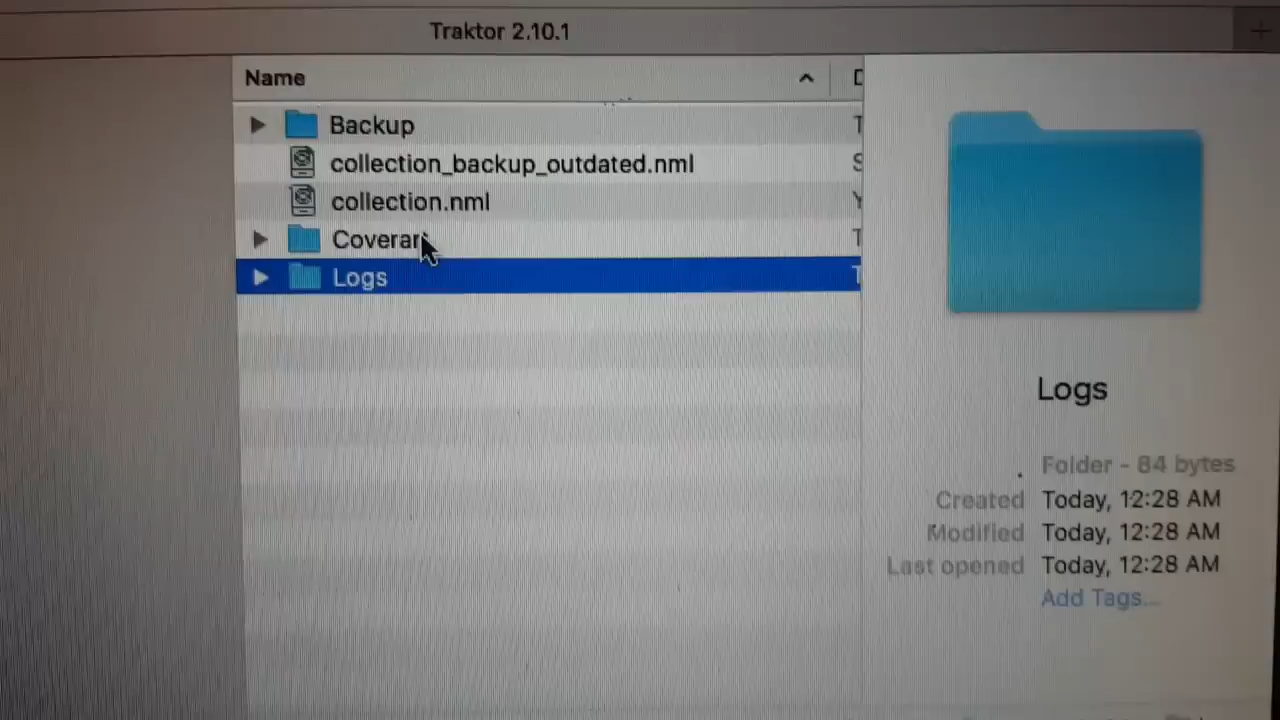 Traktor 2.10.1
Name
Backup
collection_backup_outdated.nml
collection.nml
Coverart
Logs
Logs
Folder - 84 bytes
Created Today, 12:28 AM
Modified Today, 12:28 AM
Last opened Today, 12:28 AM
Add Tags...